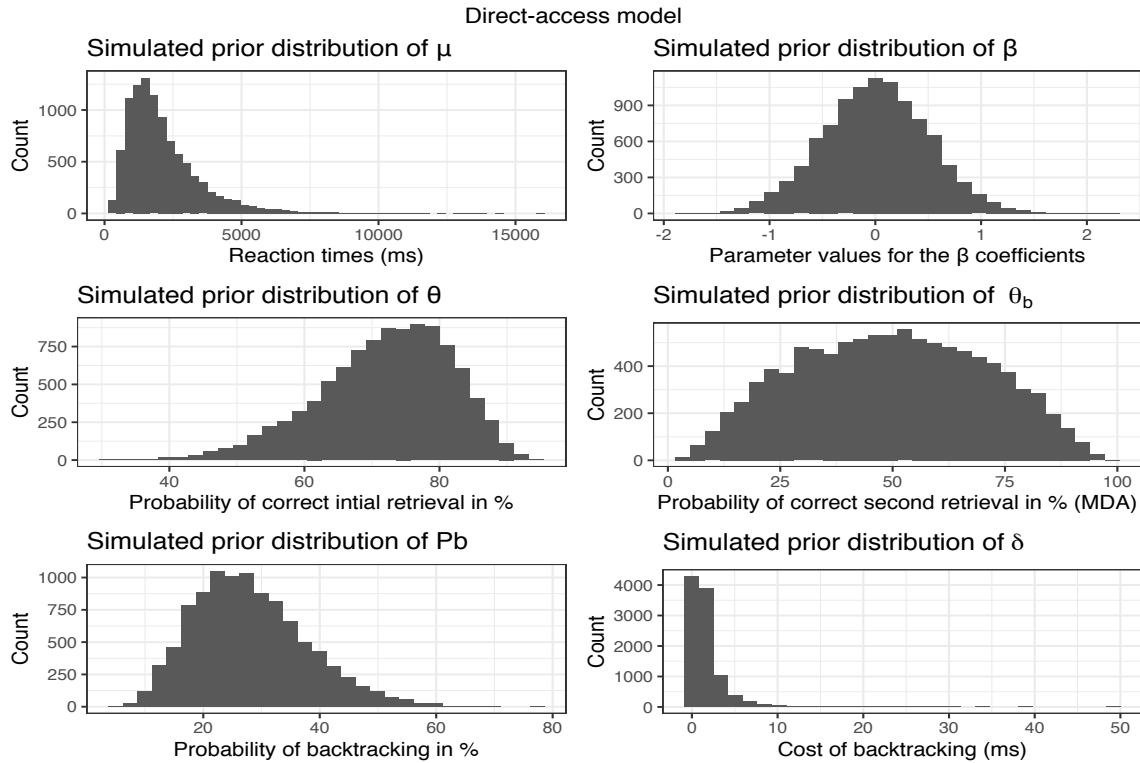 Direct-access model
Simulated prior distribution of μ
Count
1000
500
0
0 5000 10000 15000
Reaction times (ms)
Simulated prior distribution of β
Count
900
600
300
0
-2 -1 0 1 2
Parameter values for the β coefficients
Simulated prior distribution of θ
Count
750
500
250
0
40 60 80
Probability of correct intial retrieval in %
Simulated prior distribution of θb
Count
400
200
0
0 25 50 75 100
Probability of correct second retrieval in % (MDA)
Simulated prior distribution of Pb
Count
1000
750
500
250
0
20 40 60 80
Probability of backtracking in %
Simulated prior distribution of δ
Count
4000
3000
2000
1000
0
0 10 20 30 40 50
Cost of backtracking (ms)